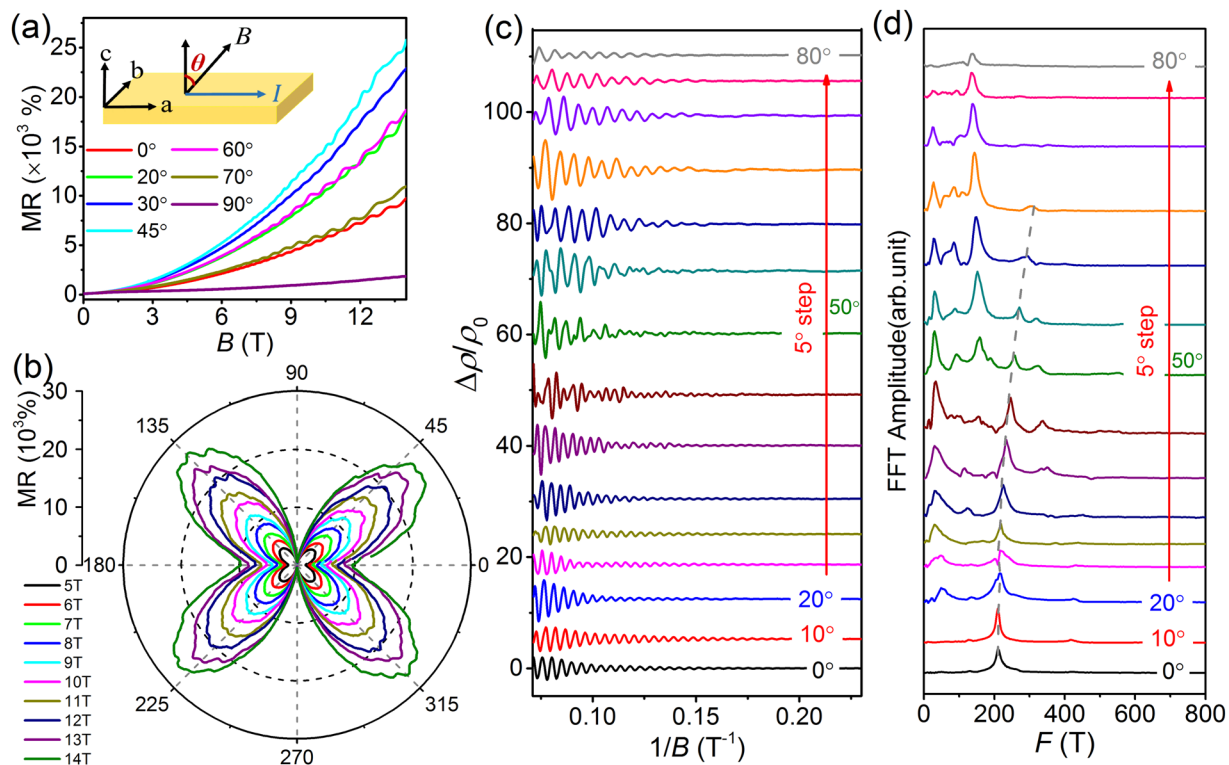 (a)
MR (×10³ %)
25
20
15
10
5
0
c
b
a
θ
B
I
0° 60°
20° 70°
30° 90°
45°
0 3 6 9 12
B (T)
(b)
MR (10³%)
30
20
10
0
10
20
30
90
135 45
180 0
225 315
270
5T
6T
7T
8T
9T
10T
11T
12T
13T
14T
(c)
Δρ/ρ0
100
80
60
40
20
0
80°
5° step
50°
20°
10°
0°
0.10 0.15 0.20
1/B (T⁻¹)
(d)
FFT Amplitude(arb.unit)
80°
5° step
50°
20°
10°
0°
0 200 400 600 800
F (T)